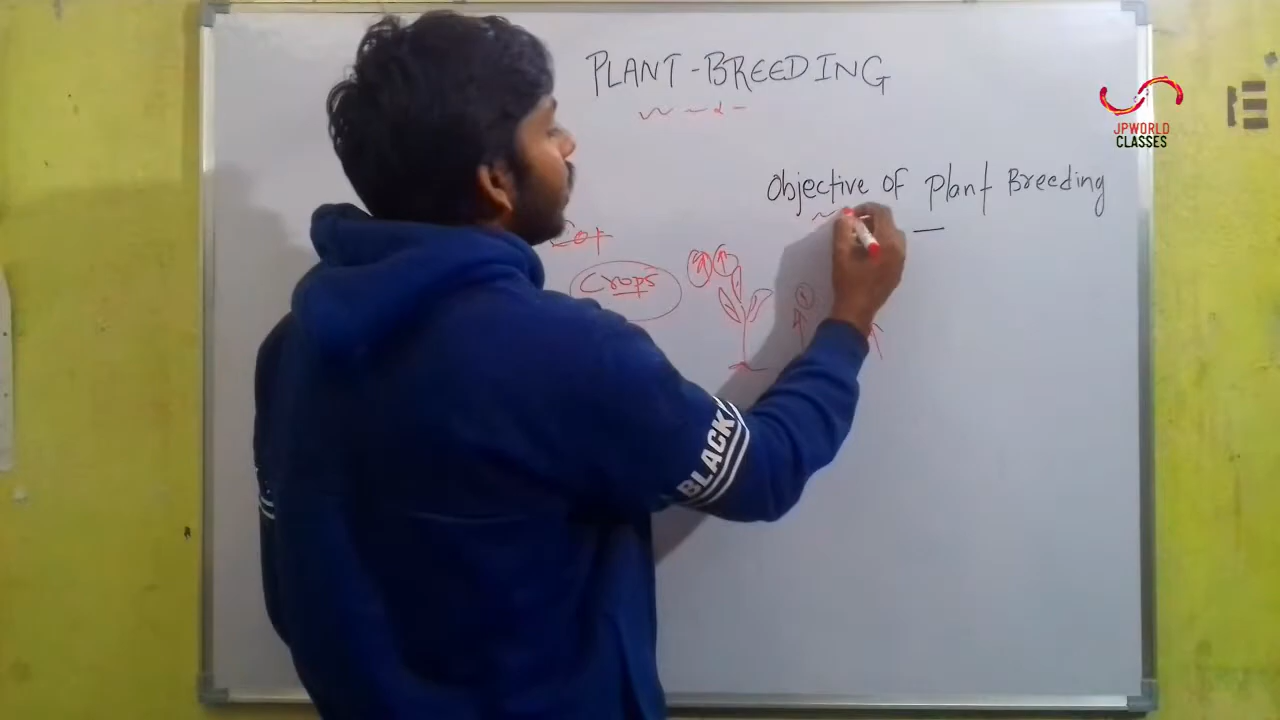 PLANT-BREEDING
JPWORLD
CLASSES
Objective of Plant Breeding
Crops
BLACK